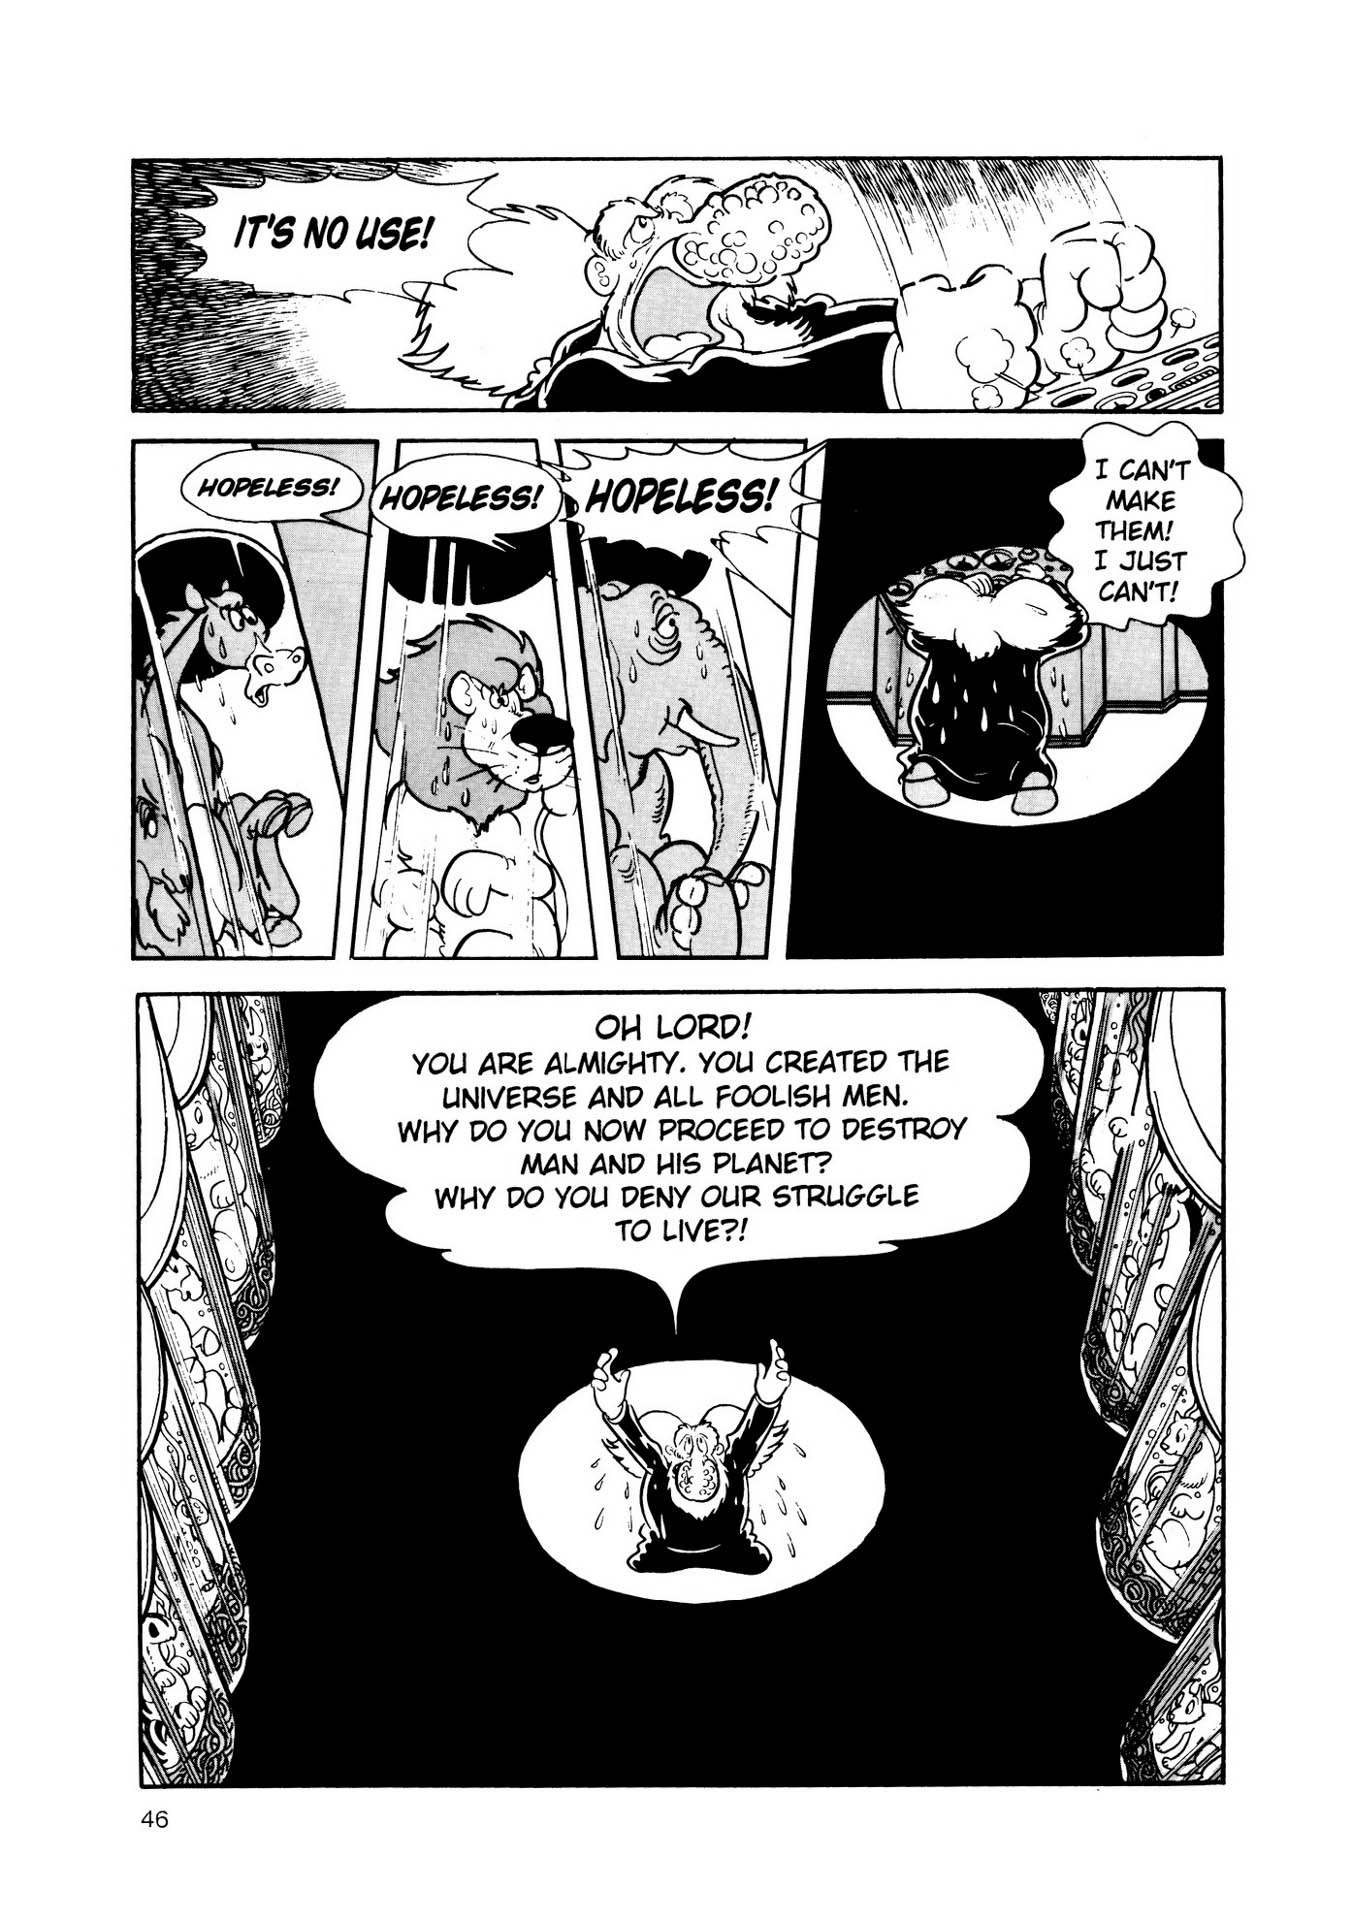 IT'S NO USE!
HOPELESS!
HOPELESS!
HOPELESS!
I CAN'T
MAKE
THEM!
I JUST
CAN'T!
OH LORD!
YOU ARE ALMIGHTY. YOU CREATED THE
UNIVERSE AND ALL FOOLISH MEN.
WHY DO YOU NOW PROCEED TO DESTROY
MAN AND HIS PLANET?
WHY DO YOU DENY OUR STRUGGLE
TO LIVE?!
46